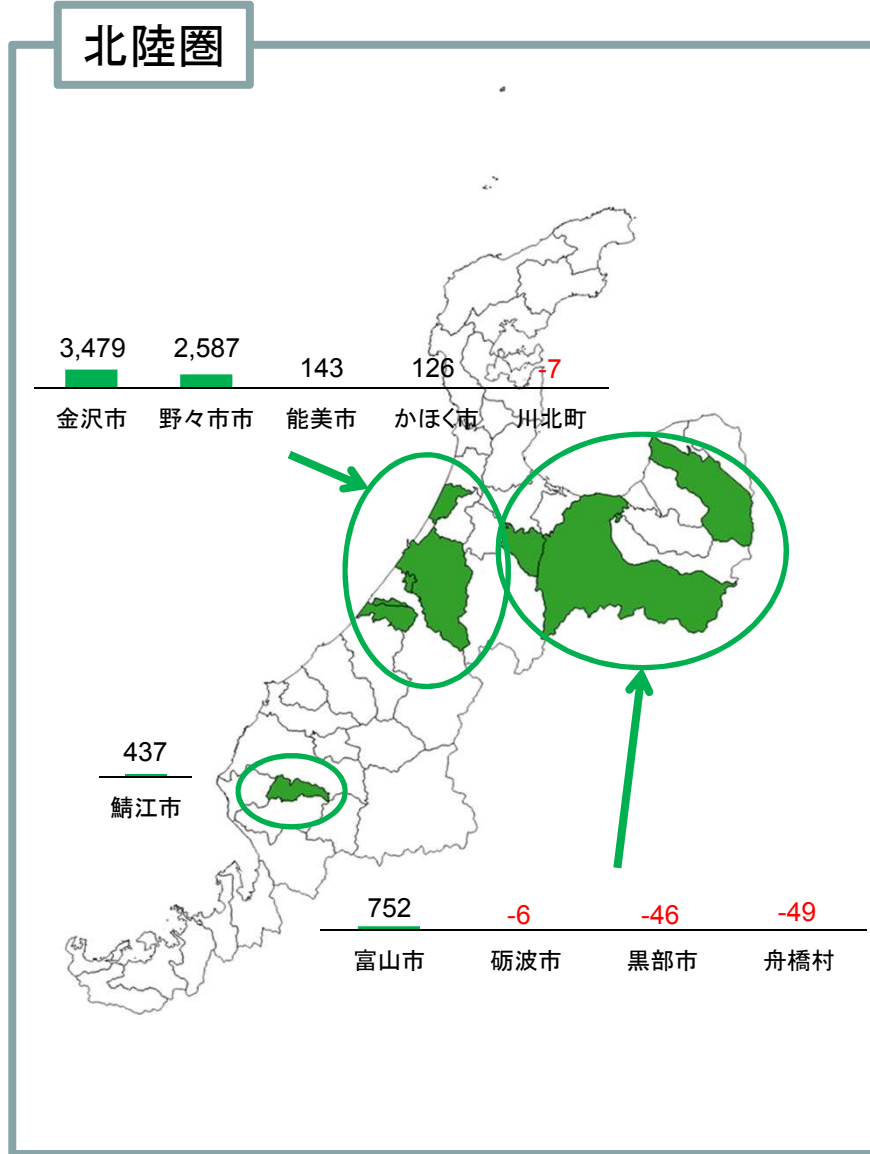 北陸圏
3,479 2,587 143 126 -7
金沢市 野々市市 能美市 かほく市 川北町
437
鯖江市
752 -6 -46 -49
富山市 砺波市 黒部市 舟橋村